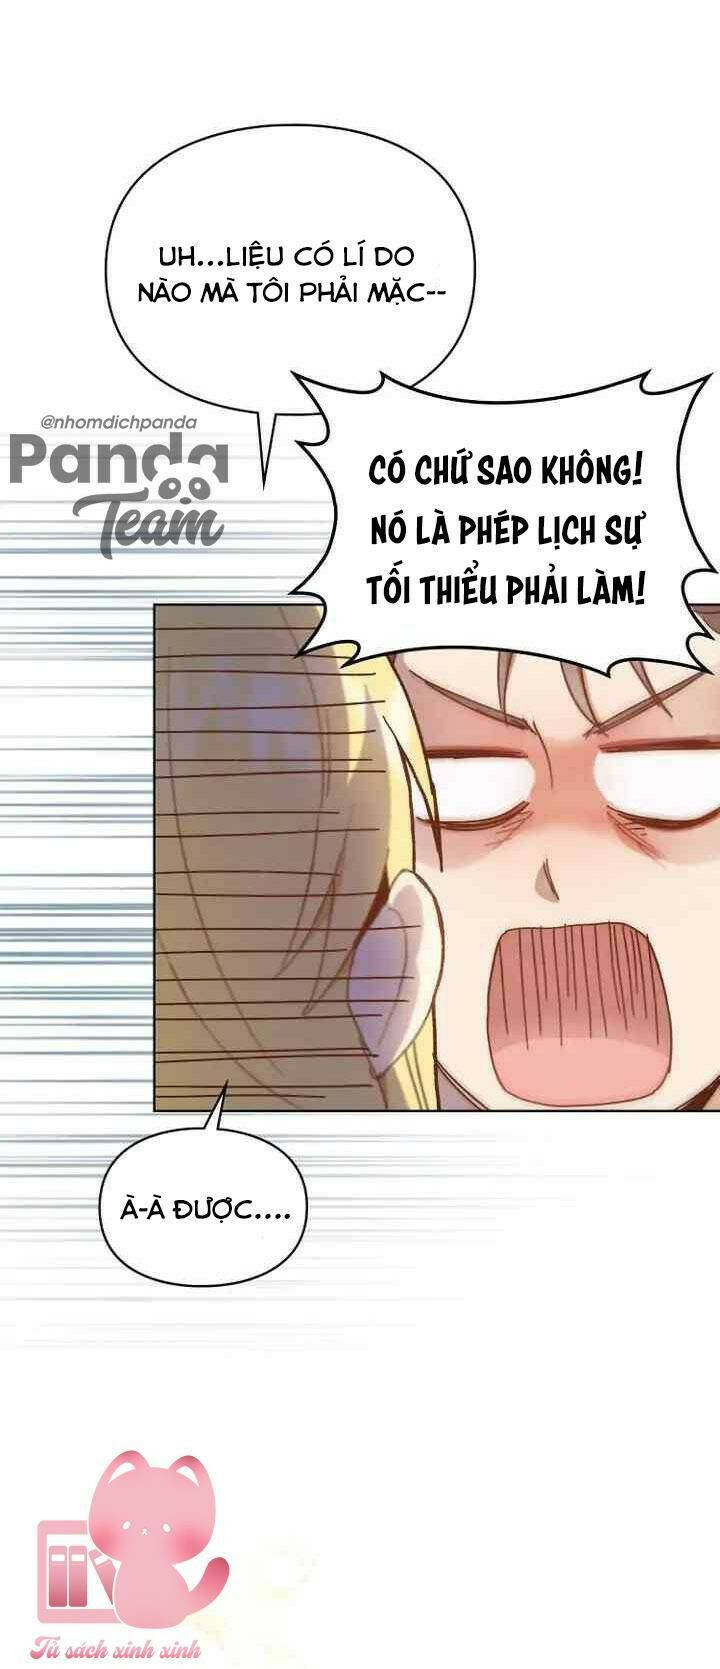 UH...LIỆU CÓ LÍ DO
NÀO MÀ TÔI PHẢI MẶC--
@nhomdichpanda
Panda
Team
CÓ CHỨ SAO KHÔNG!
NÓ LÀ PHÉP LỊCH SỰ
TỐI THIỂU PHẢI LÀM!
À-À ĐƯỢC....
Tủ sách xinh xinh